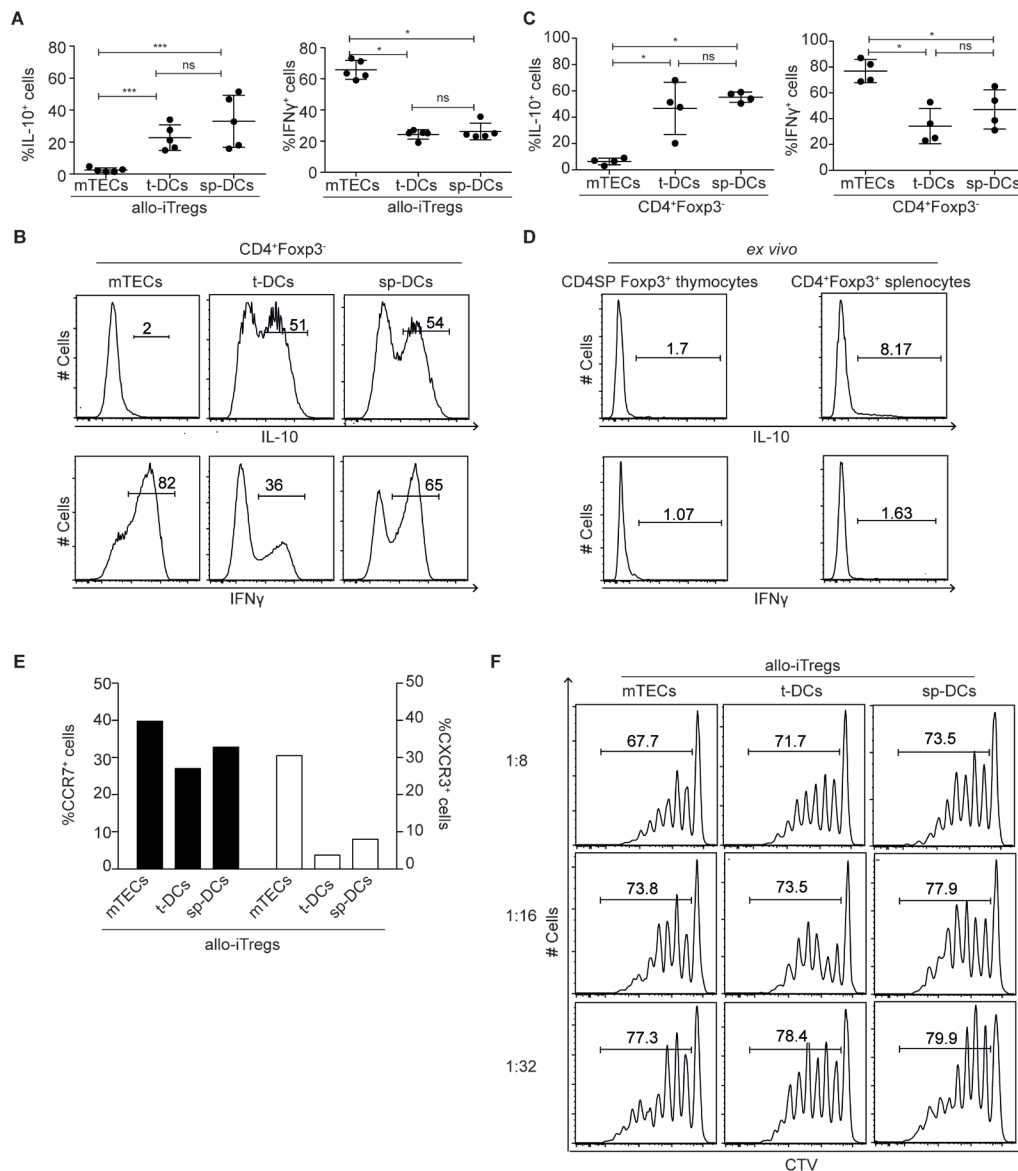 A
%IL-10⁺ cells
80
60
40
20
0
***
ns
***
mTECs t-DCs sp-DCs
allo-iTregs
%IFNγ⁺ cells
80
60
40
20
0
*
*
ns
mTECs t-DCs sp-DCs
allo-iTregs
C
%IL-10⁺ cells
100
80
60
40
20
0
*
* ns
mTECs t-DCs sp-DCs
CD4⁺Foxp3⁻
%IFNγ⁺ cells
100
80
60
40
20
0
*
* ns
mTECs t-DCs sp-DCs
CD4⁺Foxp3⁻
B
CD4⁺Foxp3⁻
mTECs t-DCs sp-DCs
# Cells
2 51 54
IL-10
# Cells
82 36 65
IFNγ
D
ex vivo
CD4SP Foxp3⁺ thymocytes CD4⁺Foxp3⁺ splenocytes
# Cells
1.7 8.17
IL-10
# Cells
1.07 1.63
IFNγ
E
%CCR7⁺ cells
50
40
30
20
10
0
50
40
30
20
10
0
%CXCR3⁺ cells
mTECs t-DCs sp-DCs mTECs t-DCs sp-DCs
allo-iTregs
F
allo-iTregs
mTECs t-DCs sp-DCs
1:8 67.7 71.7 73.5
1:16 73.8 73.5 77.9
# Cells
1:32 77.3 78.4 79.9
CTV